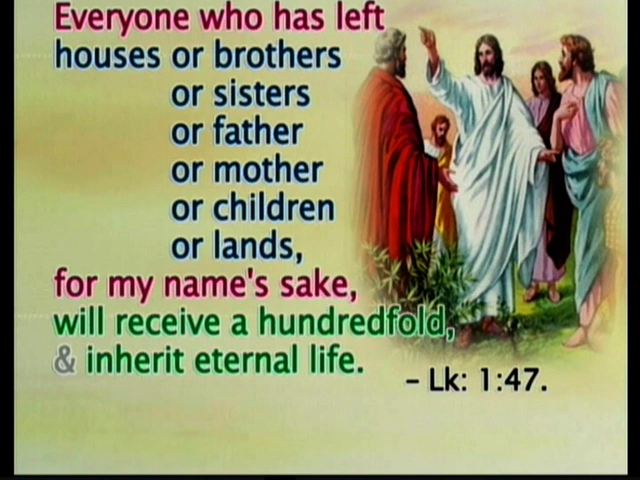 Everyone who has left
houses or brothers
or sisters
or father
or mother
or children
or lands,
for my name's sake,
will receive a hundredfold,
& inherit eternal life.
– Lk: 1:47.